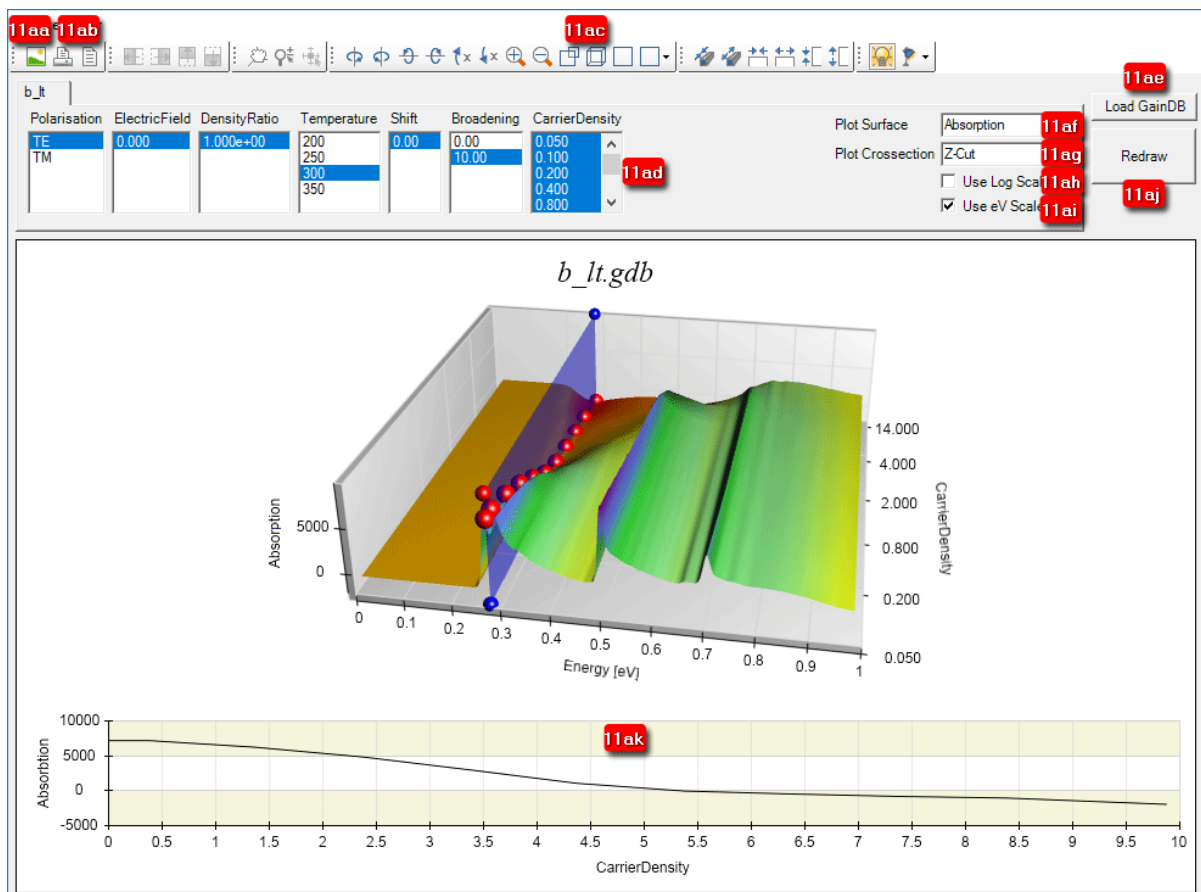 11aa 11ab 11ac
b_lt
11ae
Load GainDB
Polarisation ElectricField DensityRatio Temperature Shift Broadening CarrierDensity
TE 0.000 1.000e+00 200 0.00 0.00 0.050
TM 250 10.00 0.100
300 0.200
350 0.400
0.800
11ad
Plot Surface Absorption 11af
Plot Crossection Z-Cut 11ag
Use Log Scal 11ah
Use eV Scale 11ai
Redraw
11aj
b_lt.gdb
Absorption
5000
0
0 0.1 0.2 0.3 0.4 0.5 0.6 0.7 0.8 0.9 1
Energy [eV]
14.000
4.000
2.000
0.800
0.200
0.050
CarrierDensity
11ak
Absorbtion
10000
5000
0
-5000
0 0.5 1 1.5 2 2.5 3 3.5 4 4.5 5 5.5 6 6.5 7 7.5 8 8.5 9 9.5 10
CarrierDensity